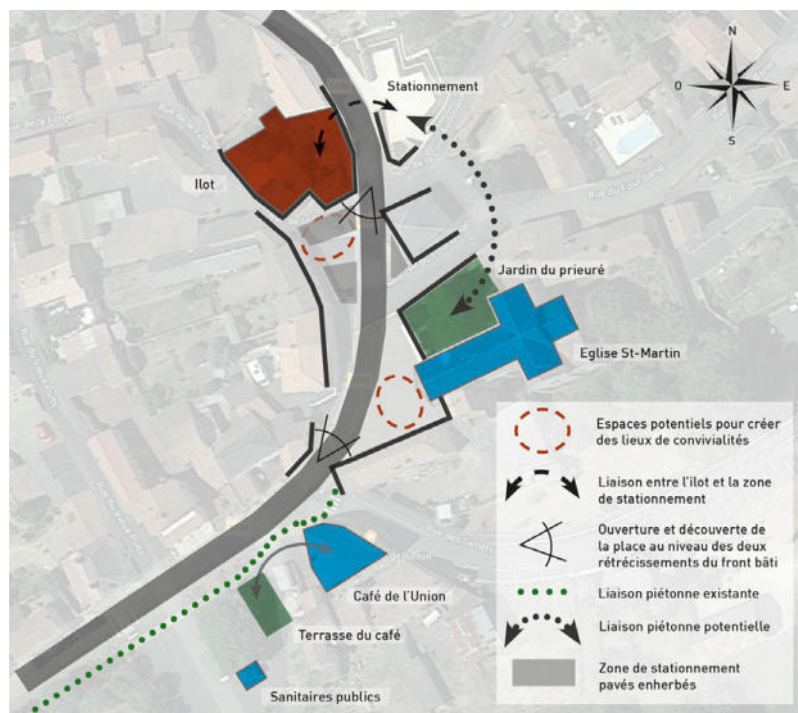 N
O
E
S
Stationnement
Ilot
Jardin du prieuré
Eglise St-Martin
Café de l'Union
Terrasse du café
Sanitaires publics
Espaces potentiels pour créer
des lieux de convivialités
Liaison entre l'ilot et la zone
de stationnement
Ouverture et découverte de
la place au niveau des deux
rétrécissements du front bâti
Liaison piétonne existante
Liaison piétonne potentielle
Zone de stationnement
pavés enherbés